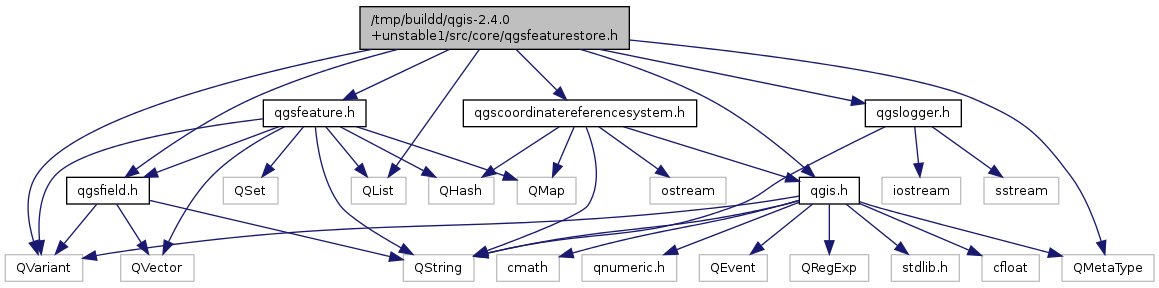 /tmp/buildd/qgis-2.4.0
+unstable1/src/core/qgsfeaturestore.h
qgsfeature.h
qgscoordinatereferencesystem.h
qgslogger.h
qgsfield.h
QSet
QList
QHash
QMap
ostream
qgis.h
iostream
sstream
QVariant
QVector
QString
cmath
qnumeric.h
QEvent
QRegExp
stdlib.h
cfloat
QMetaType